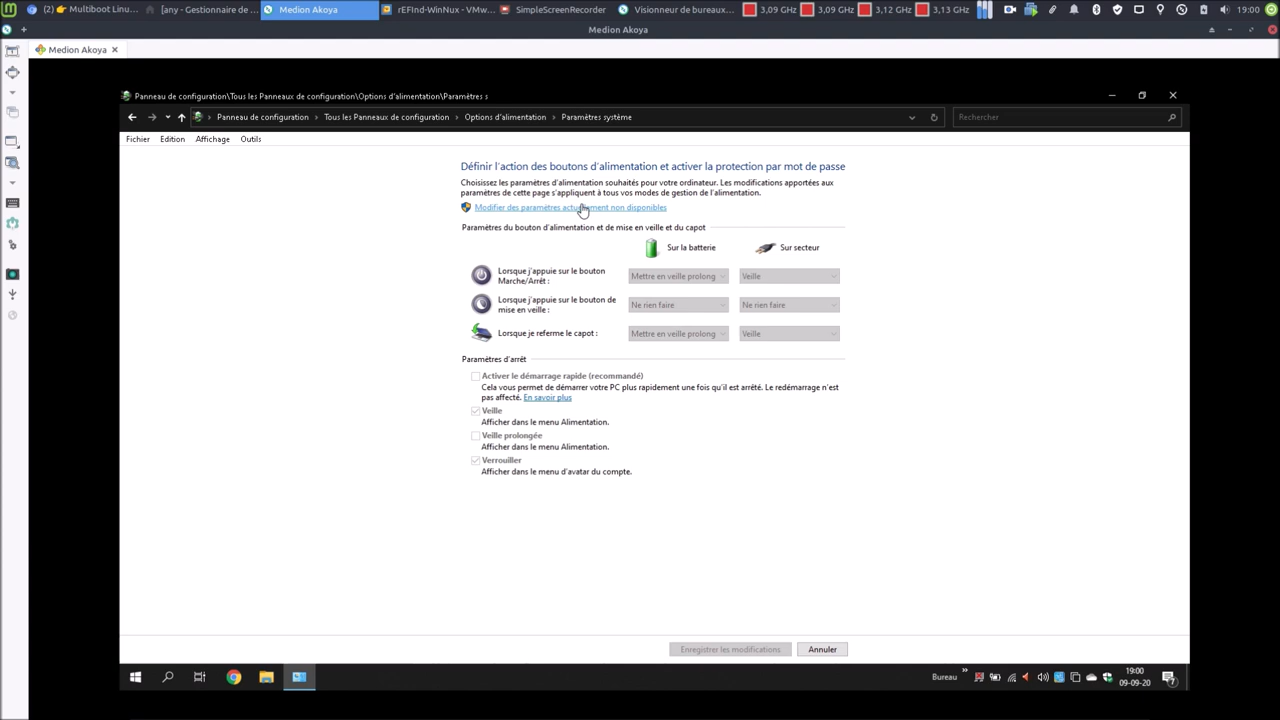 (2) 👉 Multiboot Linu...
[any - Gestionnaire de ...
Medion Akoya
rEFInd-WinNux - VMw...
SimpleScreenRecorder
Visionneur de bureaux...
3,09 GHz
3,09 GHz
3,12 GHz
3,13 GHz
19:00
Medion Akoya
Medion Akoya
Panneau de configuration\Tous les Panneaux de configuration\Options d'alimentation\Paramètres s
Panneau de configuration
Tous les Panneaux de configuration
Options d'alimentation
Paramètres système
Rechercher
Fichier Edition Affichage Outils
Définir l'action des boutons d'alimentation et activer la protection par mot de passe
Choisissez les paramètres d'alimentation souhaités pour votre ordinateur. Les modifications apportées aux
paramètres de cette page s'appliquent à tous vos modes de gestion de l'alimentation.
Modifier des paramètres actuellement non disponibles
Paramètres du bouton d'alimentation et de mise en veille et du capot
Sur la batterie
Sur secteur
Lorsque j'appuie sur le bouton
Marche/Arrêt :
Mettre en veille prolong
Veille
Lorsque j'appuie sur le bouton de
mise en veille :
Ne rien faire
Ne rien faire
Lorsque je referme le capot :
Mettre en veille prolong
Veille
Paramètres d'arrêt
Activer le démarrage rapide (recommandé)
Cela vous permet de démarrer votre PC plus rapidement une fois qu'il est arrêté. Le redémarrage n'est
pas affecté. En savoir plus
Veille
Afficher dans le menu Alimentation.
Veille prolongée
Afficher dans le menu Alimentation.
Verrouiller
Afficher dans le menu d'avatar du compte.
Enregistrer les modifications
Annuler
Bureau
19:00
09-09-20
7